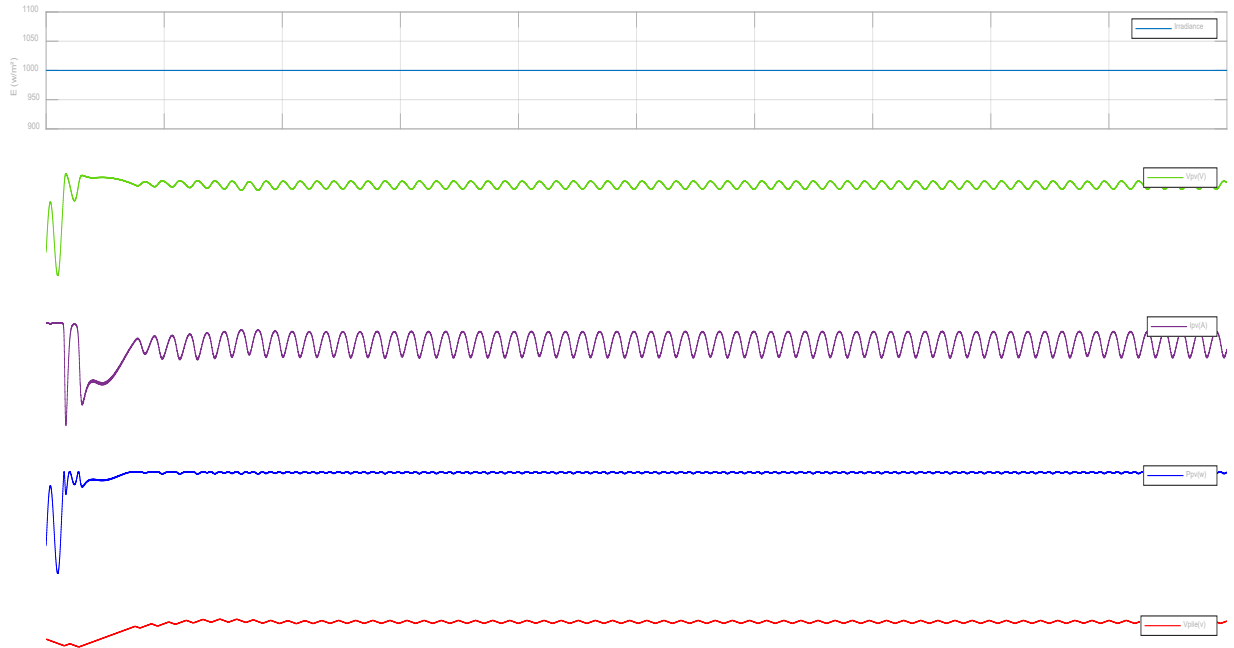 1100
Irradiance
1050
E (w/m²)
1000
950
900
Vpv(V)
Ipv(A)
Ppv(w)
Vpile(v)